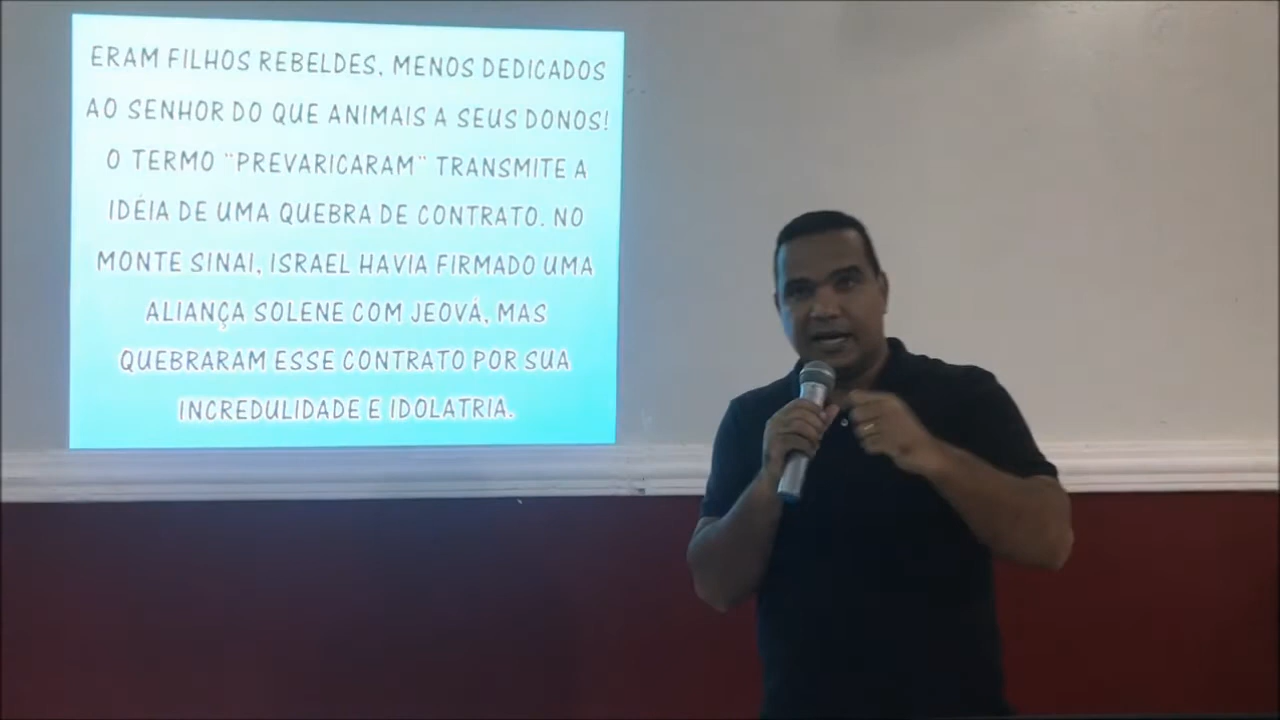 ERAM FILHOS REBELDES, MENOS DEDICADOS
AO SENHOR DO QUE ANIMAIS A SEUS DONOS!
O TERMO "PREVARICARAM" TRANSMITE A
IDÉIA DE UMA QUEBRA DE CONTRATO. NO
MONTE SINAI, ISRAEL HAVIA FIRMADO UMA
ALIANÇA SOLENE COM JEOVÁ, MAS
QUEBRARAM ESSE CONTRATO POR SUA
INCREDULIDADE E IDOLATRIA.